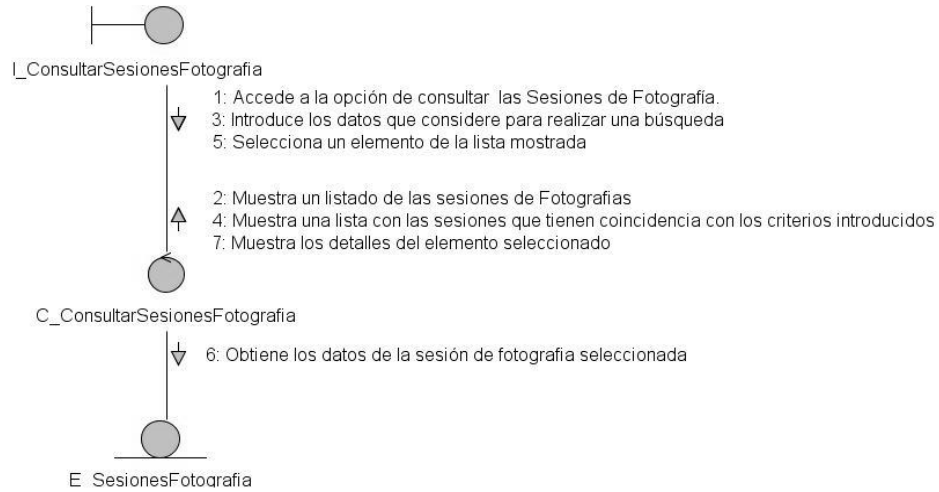 I_ConsultarSesionesFotografia
1: Accede a la opción de consultar las Sesiones de Fotografía.
3: Introduce los datos que considere para realizar una búsqueda
5: Selecciona un elemento de la lista mostrada
2: Muestra un listado de las sesiones de Fotografias
4: Muestra una lista con las sesiones que tienen coincidencia con los criterios introducidos
7: Muestra los detalles del elemento seleccionado
C_ConsultarSesionesFotografia
6: Obtiene los datos de la sesión de fotografia seleccionada
E_SesionesFotografia